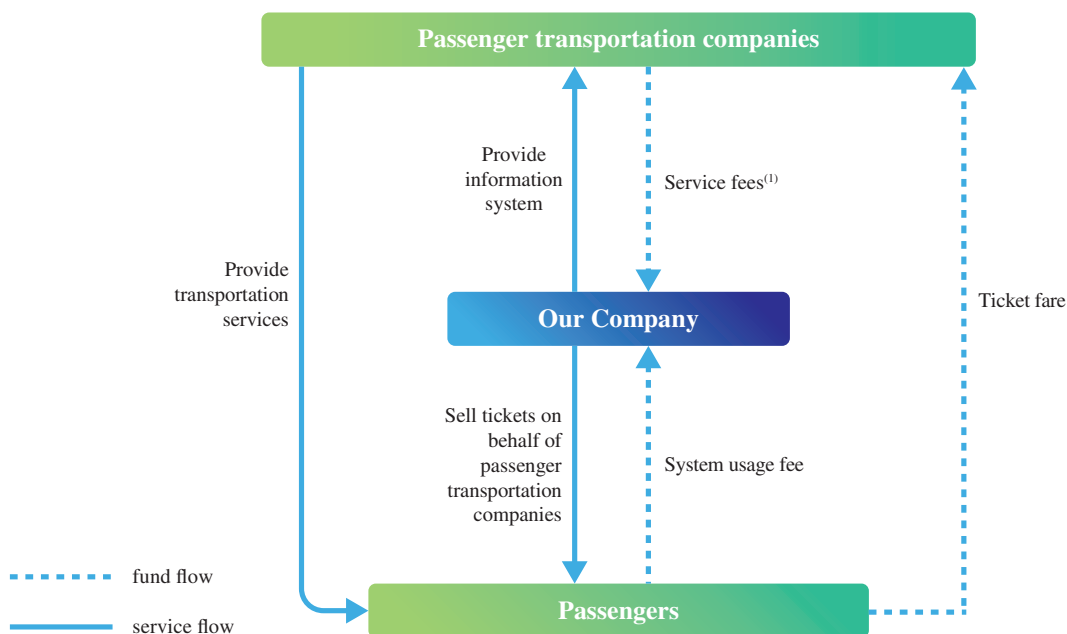 Passenger transportation companies
Provide
information
system
Service fees(1)
Provide
transportation
services
Our Company
Ticket fare
Sell tickets on
behalf of
passenger
transportation
companies
System usage fee
fund flow
Passengers
service flow